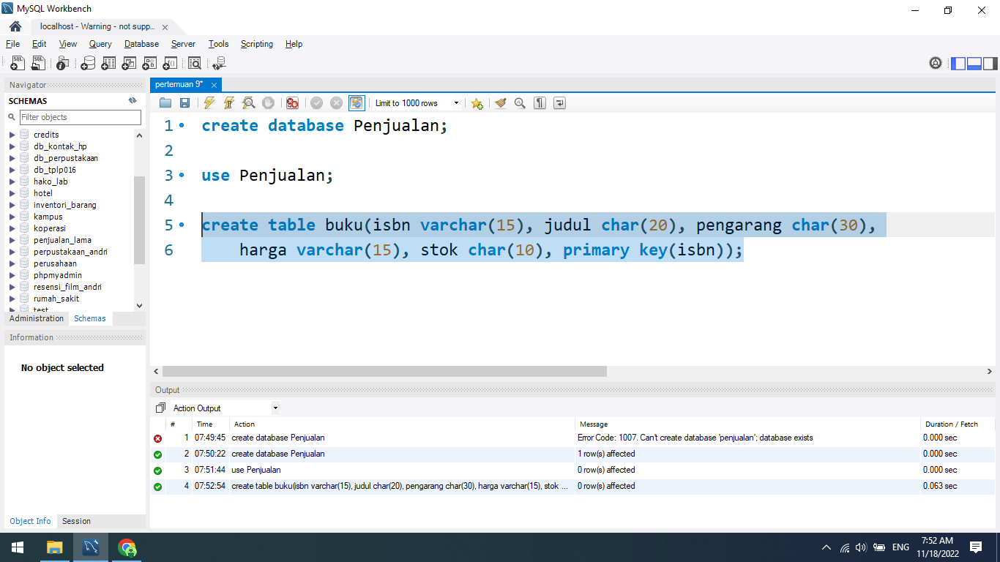 MySQL Workbench
localhost - Warning - not supp...
File Edit View Query Database Server Tools Scripting Help
Navigator
SCHEMAS
Filter objects
credits
db_kontak_hp
db_perpustakaan
db_tplp016
hako_lab
hotel
inventori_barang
kampus
koperasi
penjualan_lama
perpustakaan_andri
perusahaan
phpmyadmin
resensi_film_andri
rumah_sakit
test
Administration Schemas
Information
No object selected
Object Info Session
pertemuan 9*
Limit to 1000 rows
1 create database Penjualan;
2
3 use Penjualan;
4
5 create table buku(isbn varchar(15), judul char(20), pengarang char(30),
6 harga varchar(15), stok char(10), primary key(isbn));
Output
Action Output
# Time Action Message Duration / Fetch
1 07:49:45 create database Penjualan Error Code: 1007. Can't create database 'penjualan'; database exists 0.000 sec
2 07:50:22 create database Penjualan 1 row(s) affected 0.000 sec
3 07:51:44 use Penjualan 0 row(s) affected 0.000 sec
4 07:52:54 create table buku(isbn varchar(15), judul char(20), pengarang char(30), harga varchar(15), stok ... 0 row(s) affected 0.063 sec
ENG
7:52 AM
11/18/2022